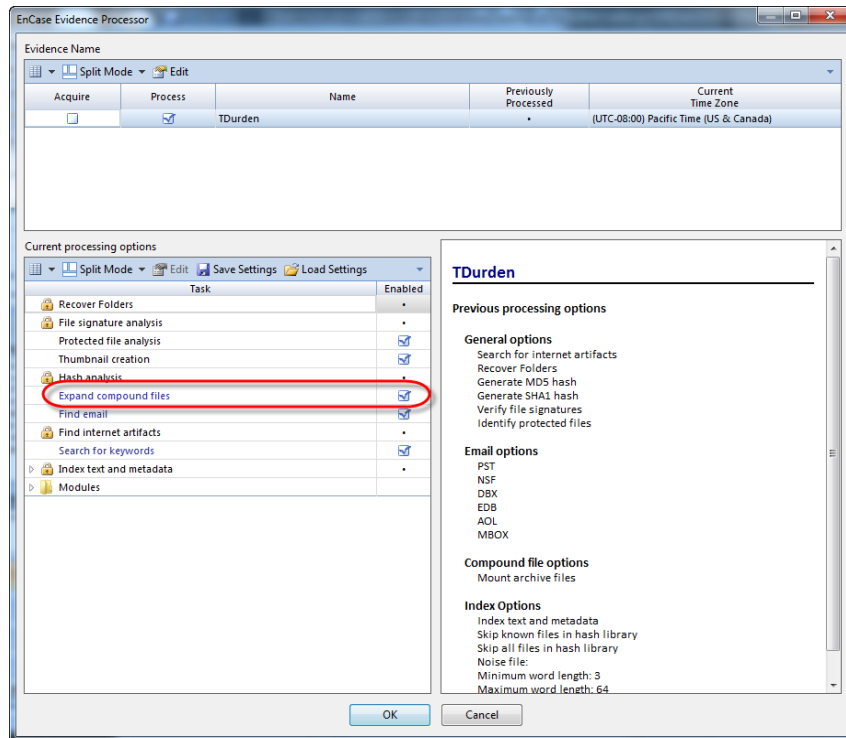 EnCase Evidence Processor
Evidence Name
Split Mode Edit
Acquire Process Name Previously Processed Current Time Zone
TDurden • (UTC-08:00) Pacific Time (US & Canada)
Current processing options
Split Mode Edit Save Settings Load Settings
Task Enabled
Recover Folders •
File signature analysis •
Protected file analysis
Thumbnail creation
Hash analysis •
Expand compound files
Find email
Find internet artifacts •
Search for keywords
Index text and metadata •
Modules
TDurden
Previous processing options
General options
Search for internet artifacts
Recover Folders
Generate MD5 hash
Generate SHA1 hash
Verify file signatures
Identify protected files
Email options
PST
NSF
DBX
EDB
AOL
MBOX
Compound file options
Mount archive files
Index Options
Index text and metadata
Skip known files in hash library
Skip all files in hash library
Noise file:
Minimum word length: 3
Maximum word length: 64
OK Cancel